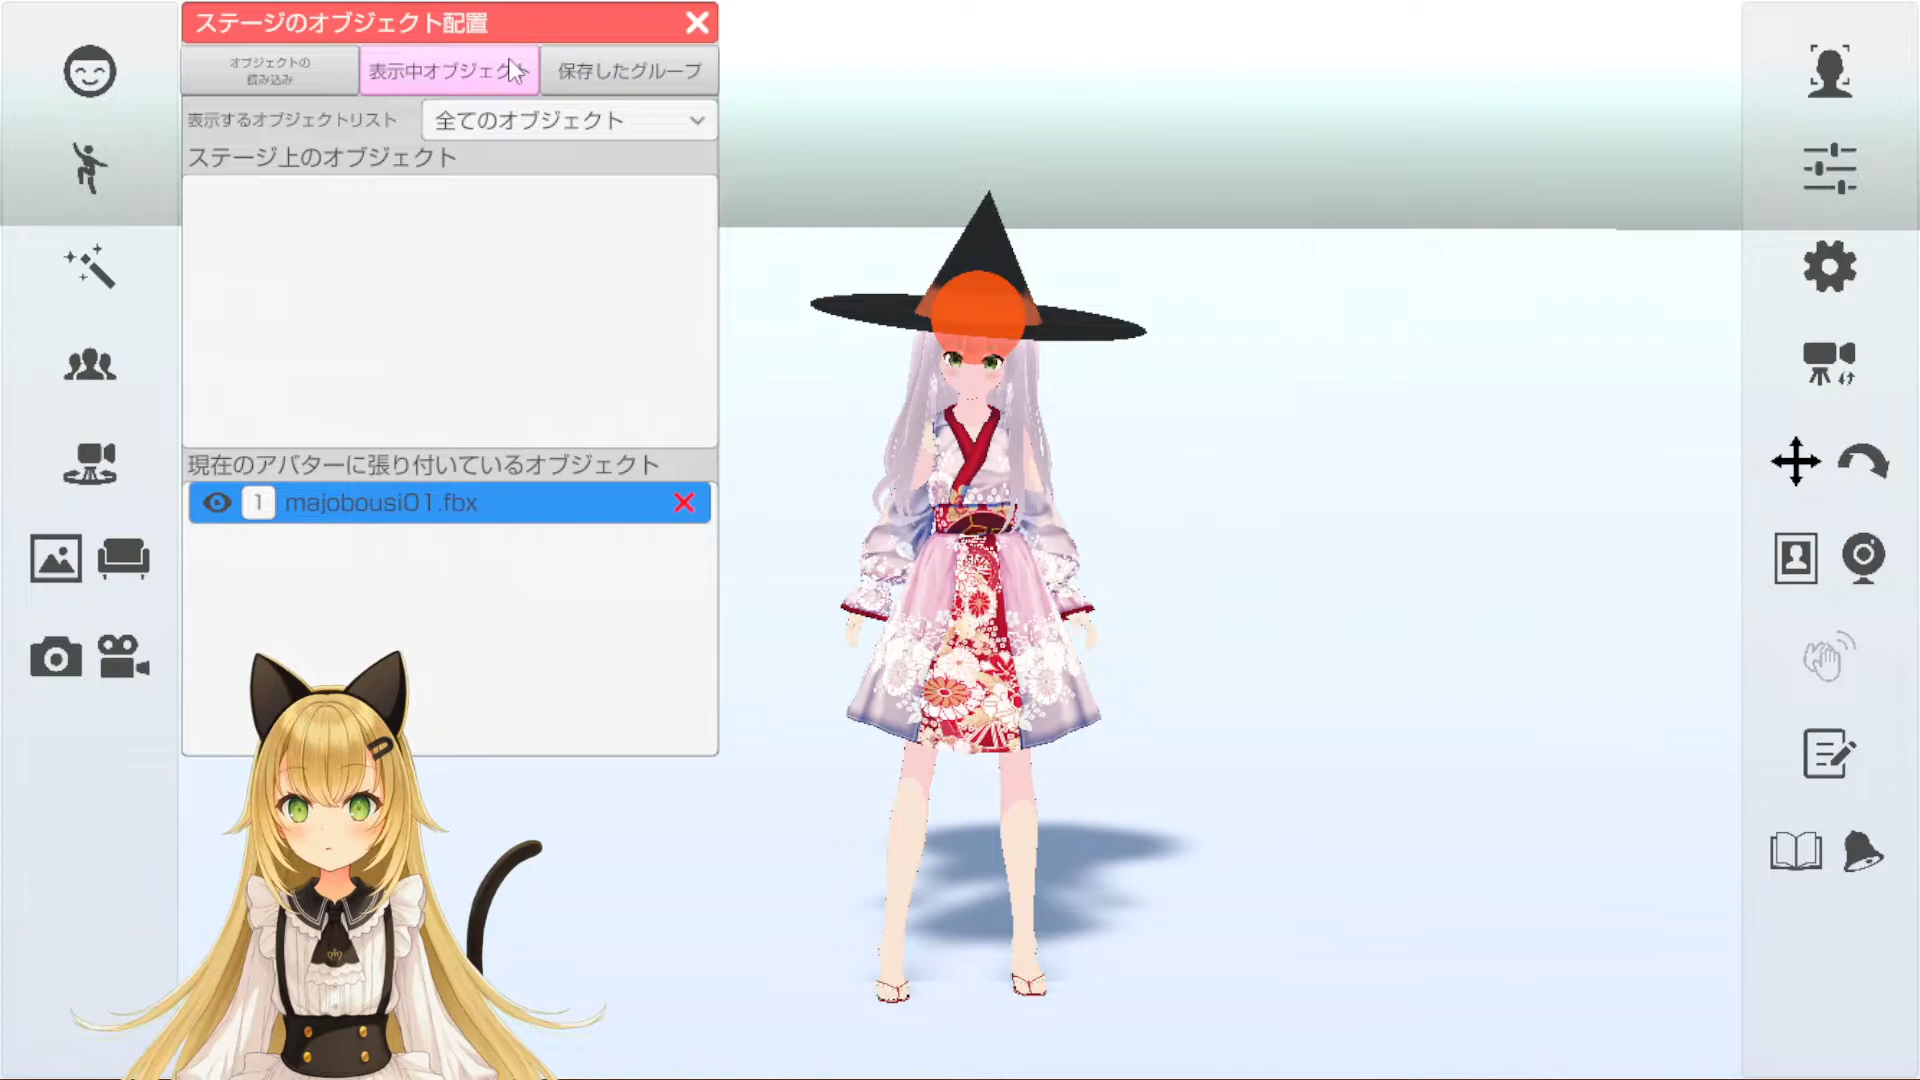 ステージのオブジェクト配置
オブジェクトの
読み込み
表示中オブジェクト
保存したグループ
表示するオブジェクトリスト
全てのオブジェクト
ステージ上のオブジェクト
現在のアバターに張り付いているオブジェクト
1 majobousi01.fbx